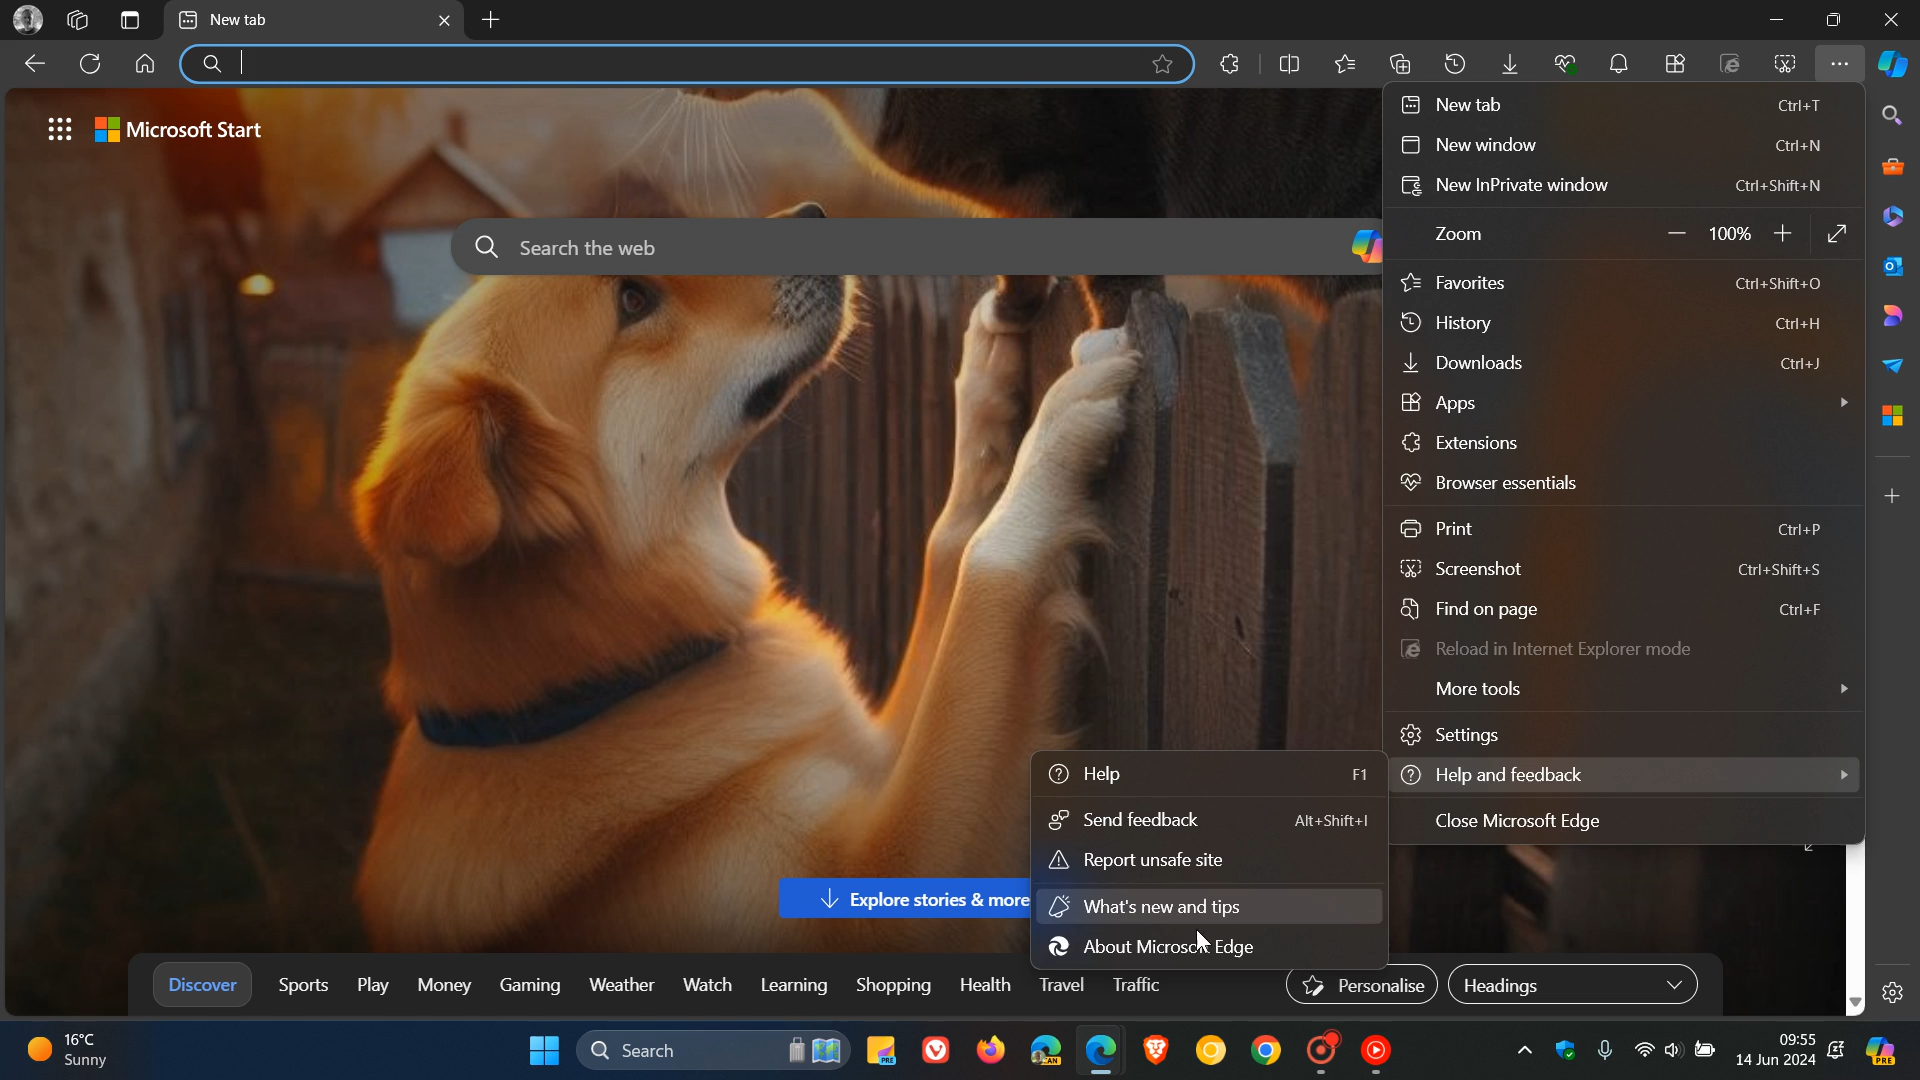 New tab
Microsoft Start
Search the web
New tab Ctrl+T
New window Ctrl+N
New InPrivate window Ctrl+Shift+N
Zoom 100%
Favorites Ctrl+Shift+O
History Ctrl+H
Downloads Ctrl+J
Apps
Extensions
Browser essentials
Print Ctrl+P
Screenshot Ctrl+Shift+S
Find on page Ctrl+F
Reload in Internet Explorer mode
More tools
Settings
Help and feedback
Close Microsoft Edge
Help F1
Send feedback Alt+Shift+I
Report unsafe site
What's new and tips
About Microsoft Edge
Explore stories & more
Discover Sports Play Money Gaming Weather Watch Learning Shopping Health Travel Traffic Personalise Headings
16°C
Sunny
Search
PRE
CAN
09:55
14 Jun 2024
PRE